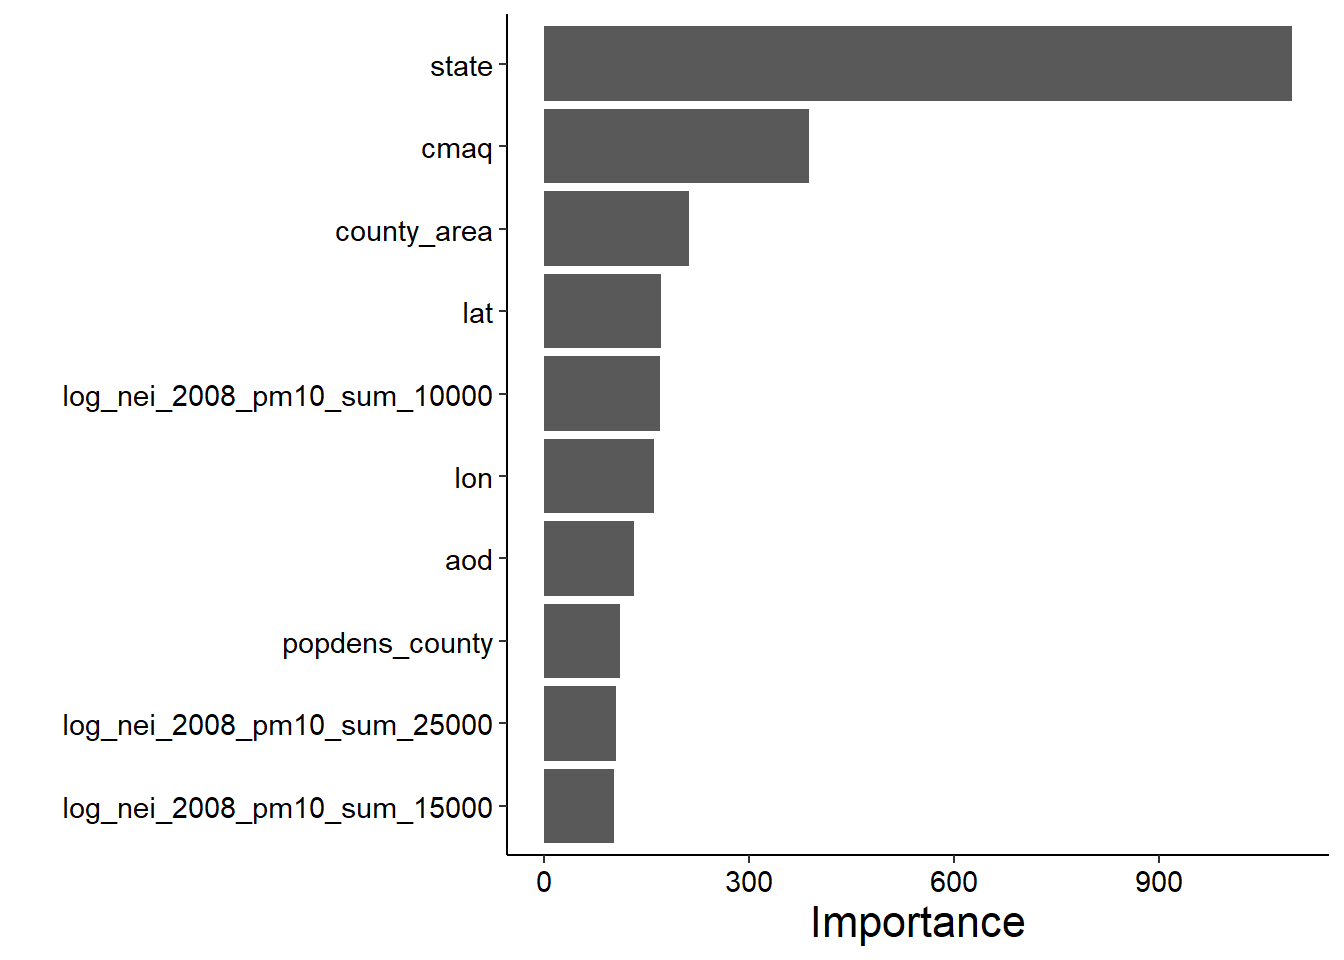 state
cmaq
county_area
lat
log_nei_2008_pm10_sum_10000
lon
aod
popdens_county
log_nei_2008_pm10_sum_25000
log_nei_2008_pm10_sum_15000
0 300 600 900
Importance